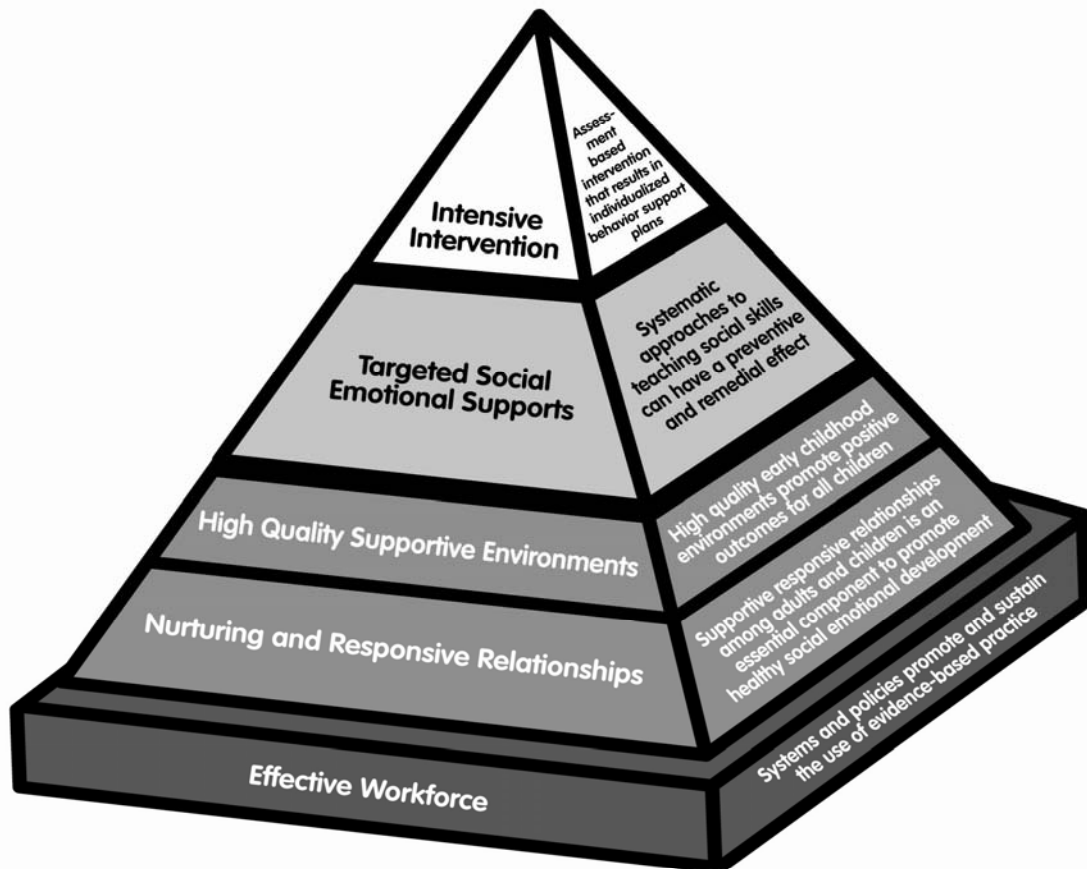 Intensive
Intervention
Assess-
ment
based
intervention
that results in
individualized
behavior support
plans
Targeted Social
Emotional Supports
Systematic
approaches to
teaching social skills
can have a preventive
and remedial effect
High Quality Supportive Environments
High quality early childhood
environments promote positive
outcomes for all children
Nurturing and Responsive Relationships
Supportive responsive relationships
among adults and children is an
essential component to promote
healthy social emotional development
Effective Workforce
Systems and policies promote and sustain
the use of evidence-based practice